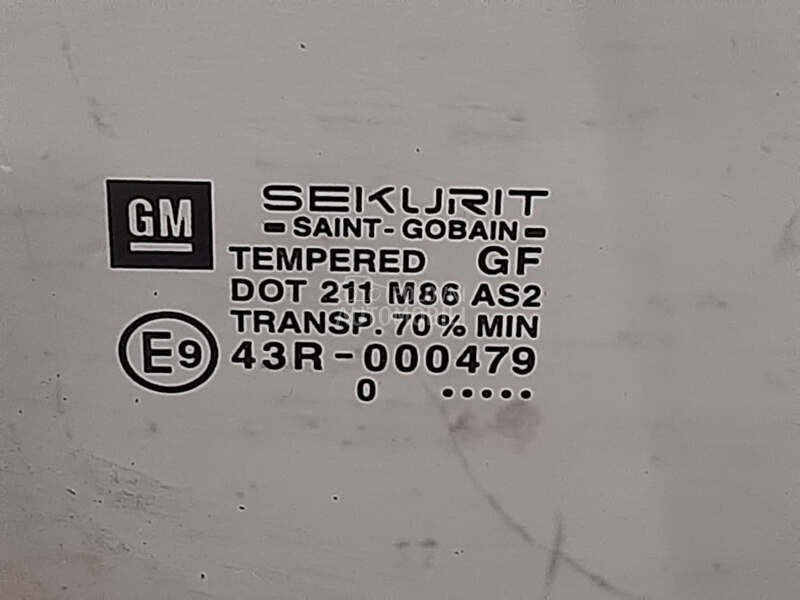 GM
SEKURIT
SAINT-GOBAIN
TEMPERED GF
DOT 211 M86 AS2
TRANSP. 70% MIN
E9 43R-000479
0 .....